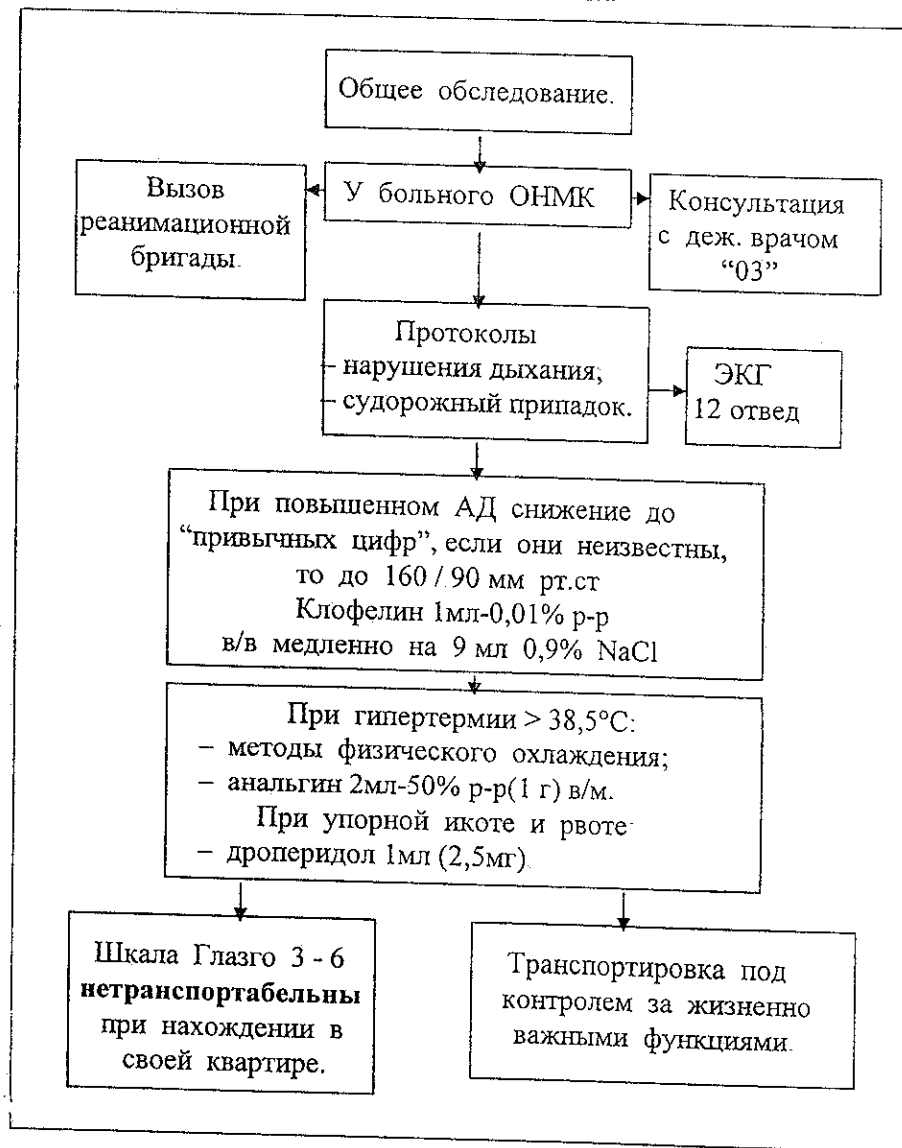 Общее обследование.
Вызов
реанимационной
бригады.
У больного ОНМК
Консультация
с деж. врачом
“03”
Протоколы
– нарушения дыхания;
– судорожный припадок.
ЭКГ
12 отвед
При повышенном АД снижение до
“привычных цифр”, если они неизвестны,
то до 160 / 90 мм рт.ст
Клофелин 1мл-0,01% р-р
в/в медленно на 9 мл 0,9% NaCl
При гипертермии > 38,5°C:
– методы физического охлаждения;
– анальгин 2мл-50% р-р(1 г) в/м.
При упорной икоте и рвоте
– дроперидол 1мл (2,5мг)
Шкала Глазго 3 - 6
нетранспортабельны
при нахождении в
своей квартире.
Транспортировка под
контролем за жизненно
важными функциями.